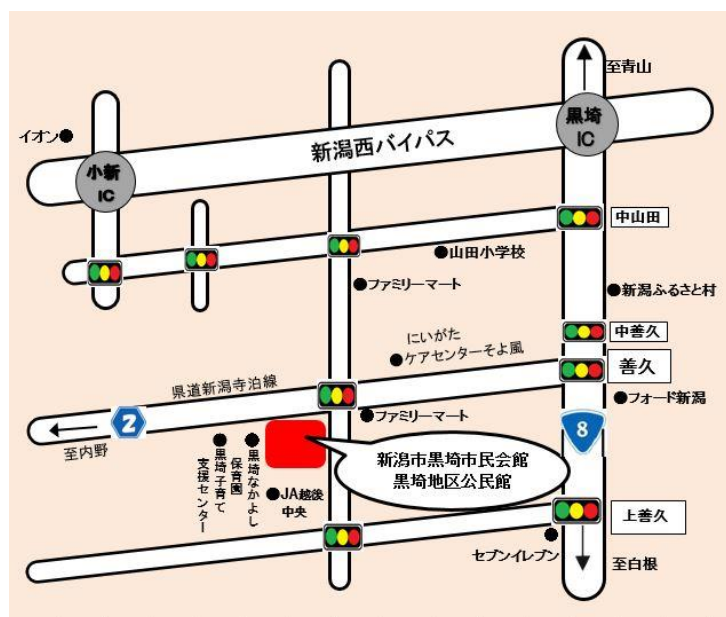 至青山
黒埼
IC
イオン
新潟西バイパス
小新
IC
中山田
山田小学校
ファミリーマート
新潟ふるさと村
中善久
にいがた
ケアセンターそよ風
善久
県道新潟寺泊線
フォード新潟
2
ファミリーマート
至内野
8
新潟市黒埼市民会館
黒埼地区公民館
黒埼なかよし
保育園
黒埼子育て
支援センター
JA越後
中央
上善久
セブンイレブン
至白根